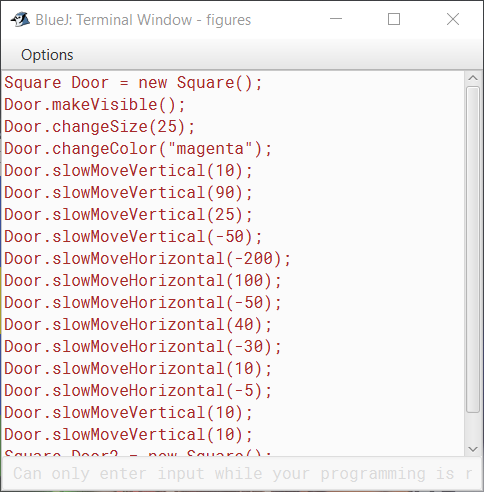 BlueJ: Terminal Window - figures
Options
Square Door = new Square();
Door.makeVisible();
Door.changeSize(25);
Door.changeColor("magenta");
Door.slowMoveVertical(10);
Door.slowMoveVertical(90);
Door.slowMoveVertical(25);
Door.slowMoveVertical(-50);
Door.slowMoveHorizontal(-200);
Door.slowMoveHorizontal(100);
Door.slowMoveHorizontal(-50);
Door.slowMoveHorizontal(40);
Door.slowMoveHorizontal(-30);
Door.slowMoveHorizontal(10);
Door.slowMoveHorizontal(-5);
Door.slowMoveVertical(10);
Door.slowMoveVertical(10);
Square Door2 = new Square();
Can only enter input while your programming is r